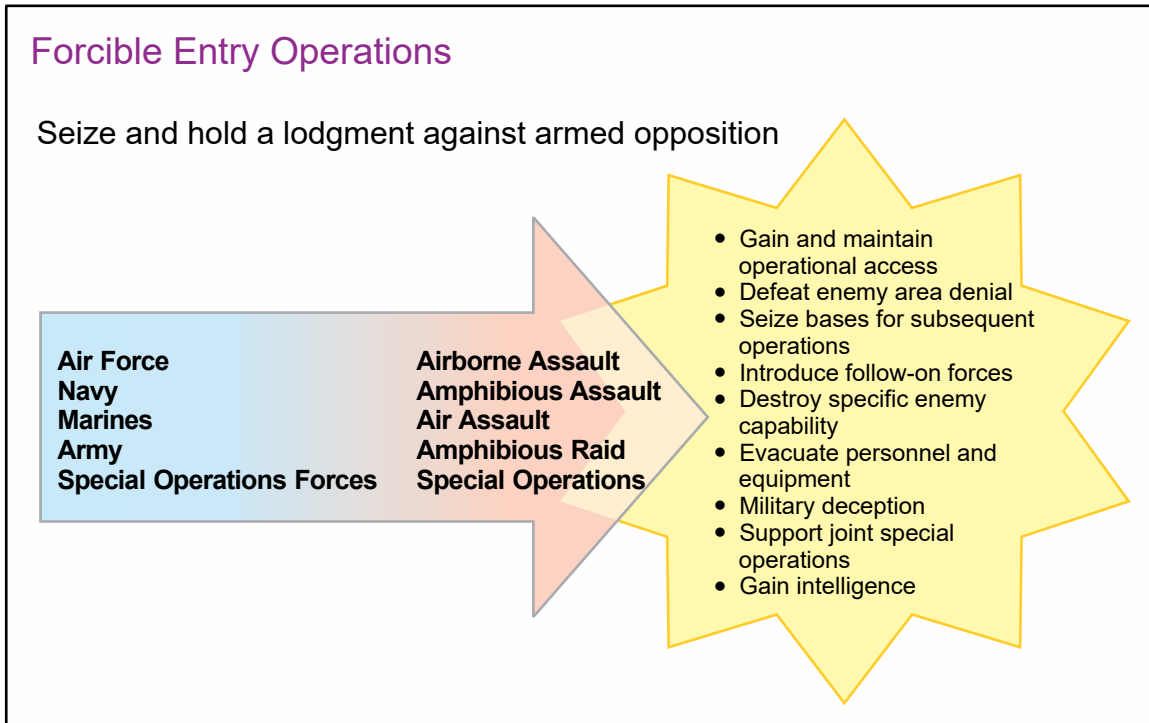 Forcible Entry Operations
Seize and hold a lodgment against armed opposition
Air Force
Navy
Marines
Army
Special Operations Forces
Airborne Assault
Amphibious Assault
Air Assault
Amphibious Raid
Special Operations
• Gain and maintain
operational access
• Defeat enemy area denial
• Seize bases for subsequent
operations
• Introduce follow-on forces
• Destroy specific enemy
capability
• Evacuate personnel and
equipment
• Military deception
• Support joint special
operations
• Gain intelligence